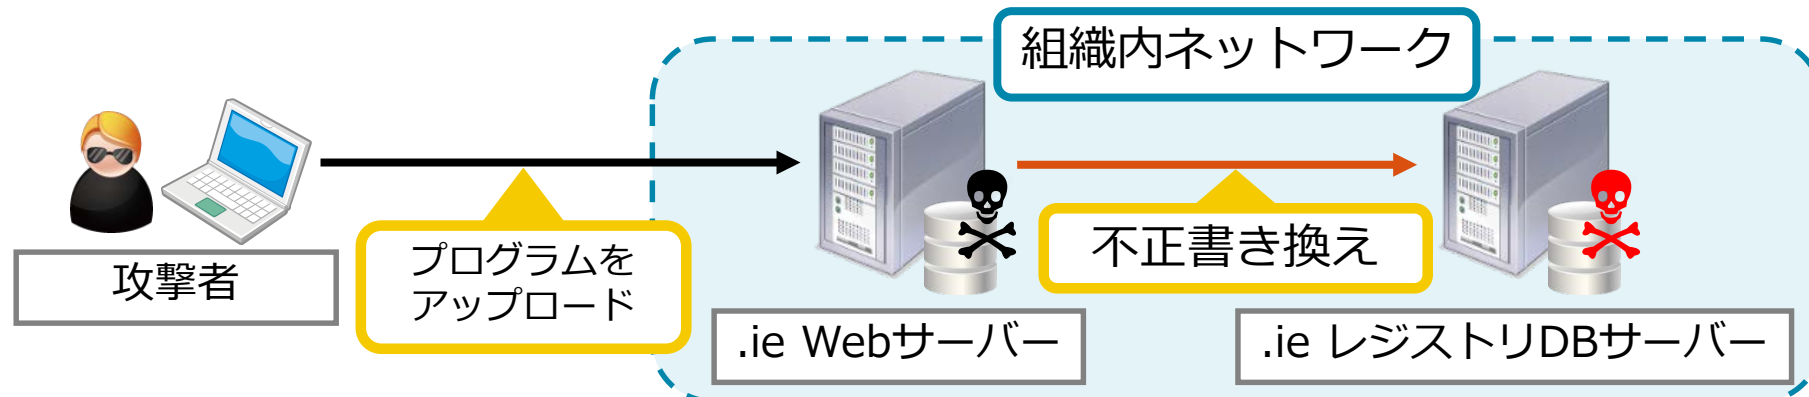 組織内ネットワーク
攻撃者
プログラムを
アップロード
不正書き換え
.ie Webサーバー
.ie レジストリDBサーバー